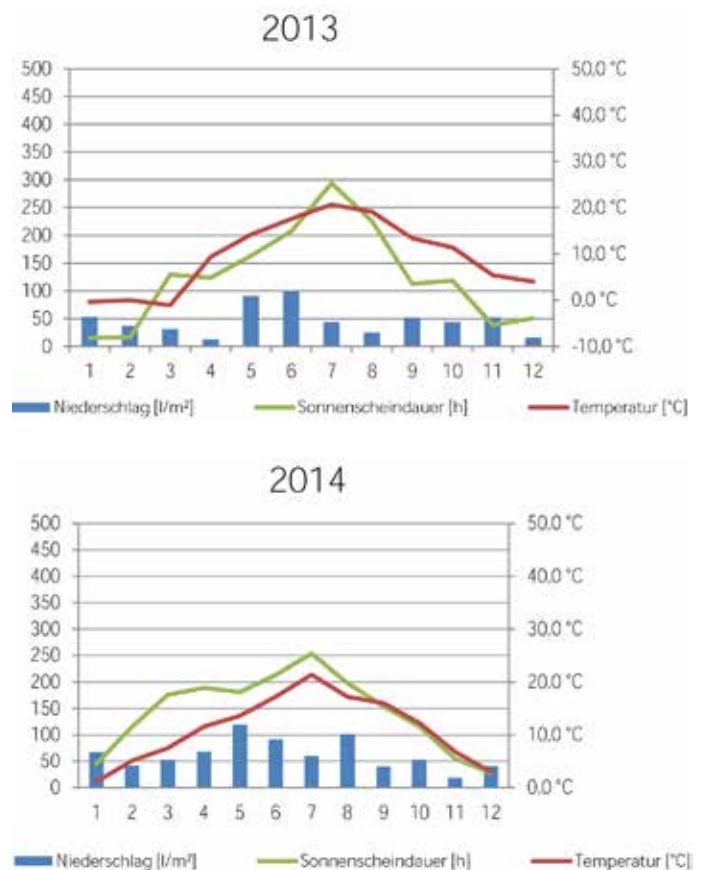 2013
500 50,0 °C
450
400 40,0 °C
350
300 30,0 °C
250 20,0 °C
200
150 10,0 °C
100 0,0 °C
50
0 -10,0 °C
1 2 3 4 5 6 7 8 9 10 11 12
Niederschlag [l/m²] Sonnenscheindauer [h] Temperatur [°C]
2014
500 50,0 °C
450
400 40,0 °C
350
300 30,0 °C
250
200 20,0 °C
150
100 10,0 °C
50
0 0,0 °C
1 2 3 4 5 6 7 8 9 10 11 12
Niederschlag [l/m²] Sonnenscheindauer [h] Temperatur [°C]